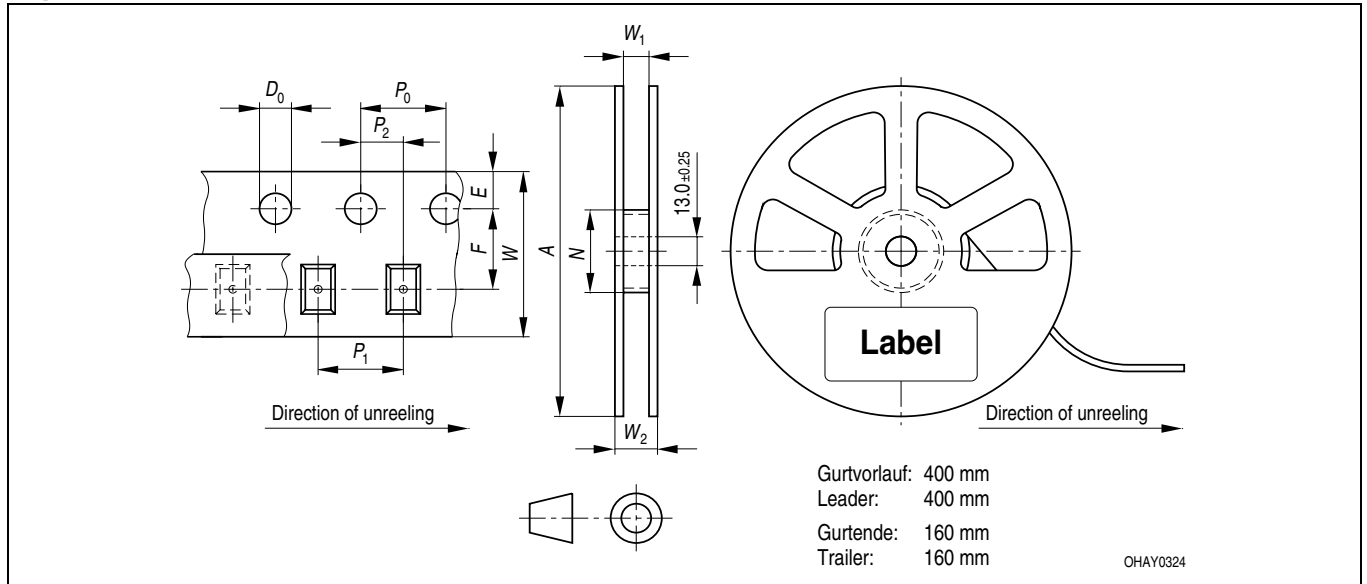 W1
D0
P0
P2
E
F
W
A
N
13.0±0.25
Label
P1
Direction of unreeling
W2
Direction of unreeling
Gurtvorlauf: 400 mm
Leader: 400 mm
Gurtende: 160 mm
Trailer: 160 mm
OHAY0324